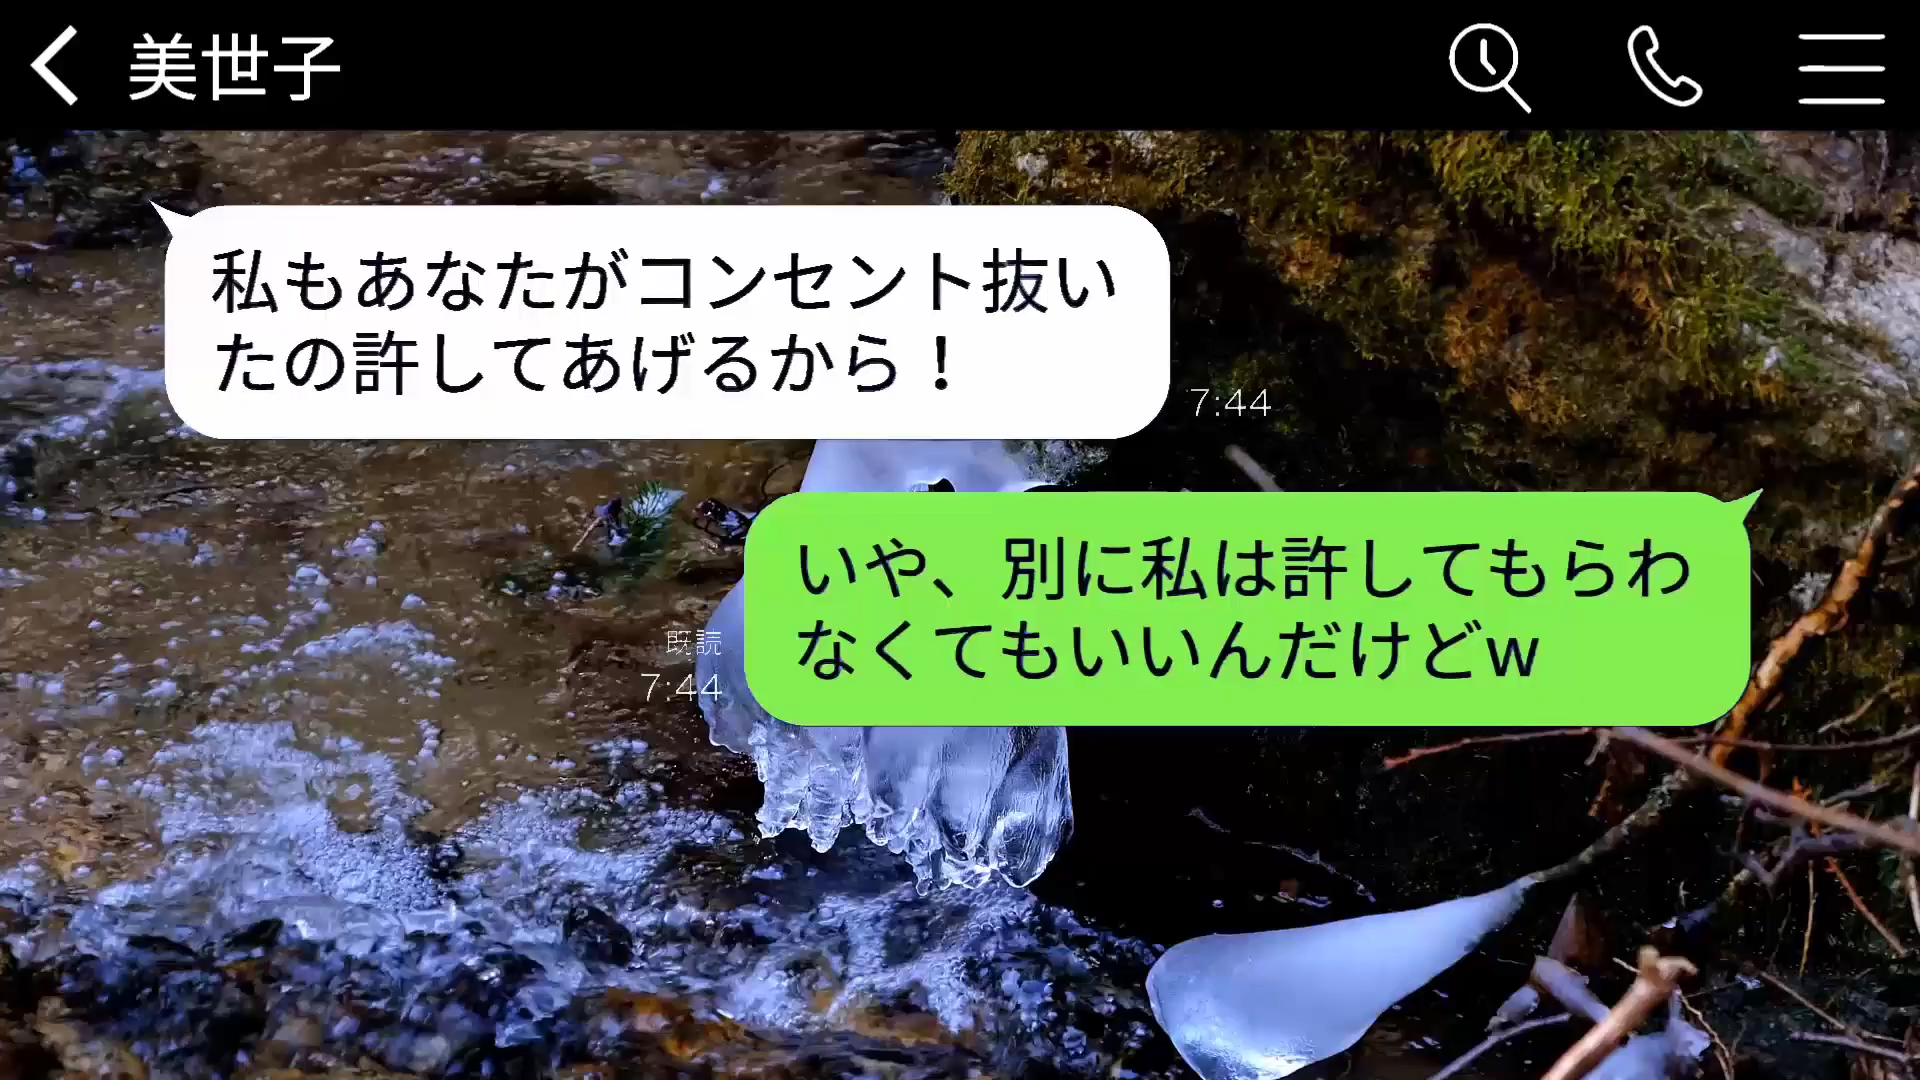 美世子
私もあなたがコンセント抜い
たの許してあげるから！
7:44
いや、別に私は許してもらわ
なくてもいいんだけどw
既読
7:44